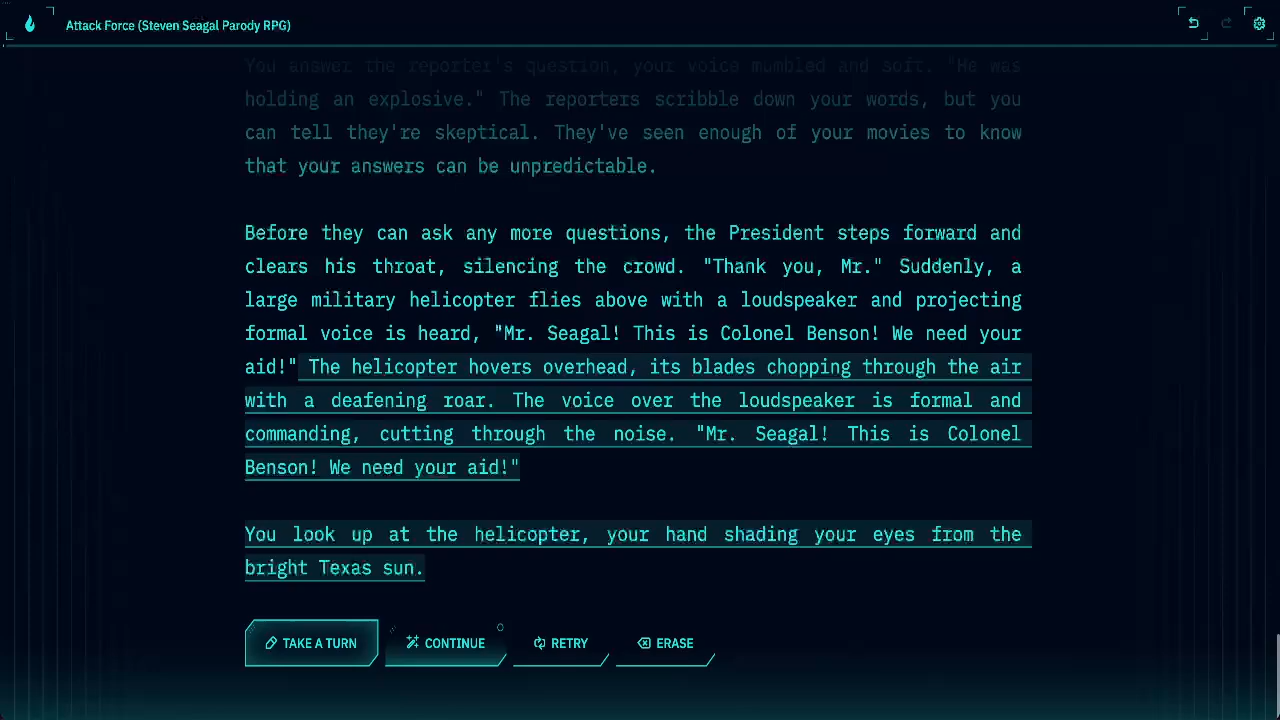 Attack Force (Steven Seagal Parody RPG)
You answer the reporter's question, your voice mumbled and soft. "He was
holding an explosive." The reporters scribble down your words, but you
can tell they're skeptical. They've seen enough of your movies to know
that your answers can be unpredictable.
Before they can ask any more questions, the President steps forward and
clears his throat, silencing the crowd. "Thank you, Mr." Suddenly, a
large military helicopter flies above with a loudspeaker and projecting
formal voice is heard, "Mr. Seagal! This is Colonel Benson! We need your
aid!" The helicopter hovers overhead, its blades chopping through the air
with a deafening roar. The voice over the loudspeaker is formal and
commanding, cutting through the noise. "Mr. Seagal! This is Colonel
Benson! We need your aid!"
You look up at the helicopter, your hand shading your eyes from the
bright Texas sun.
TAKE A TURN CONTINUE RETRY ERASE